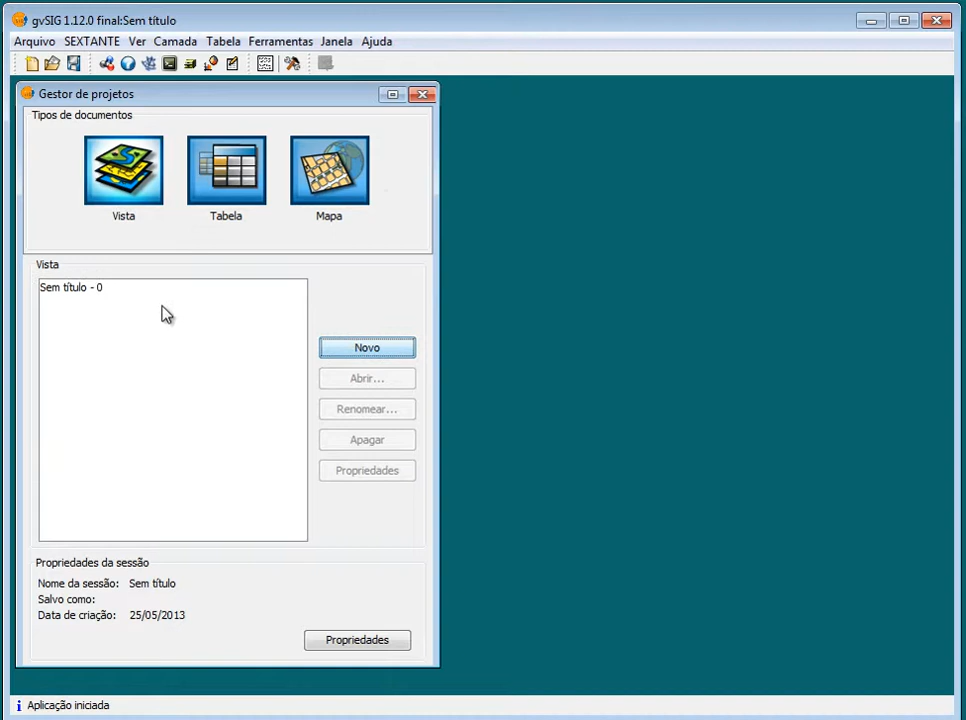 gvSIG 1.12.0 final:Sem título
Arquivo SEXTANTE Ver Camada Tabela Ferramentas Janela Ajuda
Gestor de projetos
Tipos de documentos
Vista Tabela Mapa
Vista
Sem título - 0
Novo
Abrir...
Renomear...
Apagar
Propriedades
Propriedades da sessão
Nome da sessão: Sem título
Salvo como:
Data de criação: 25/05/2013
Propriedades
Aplicação iniciada